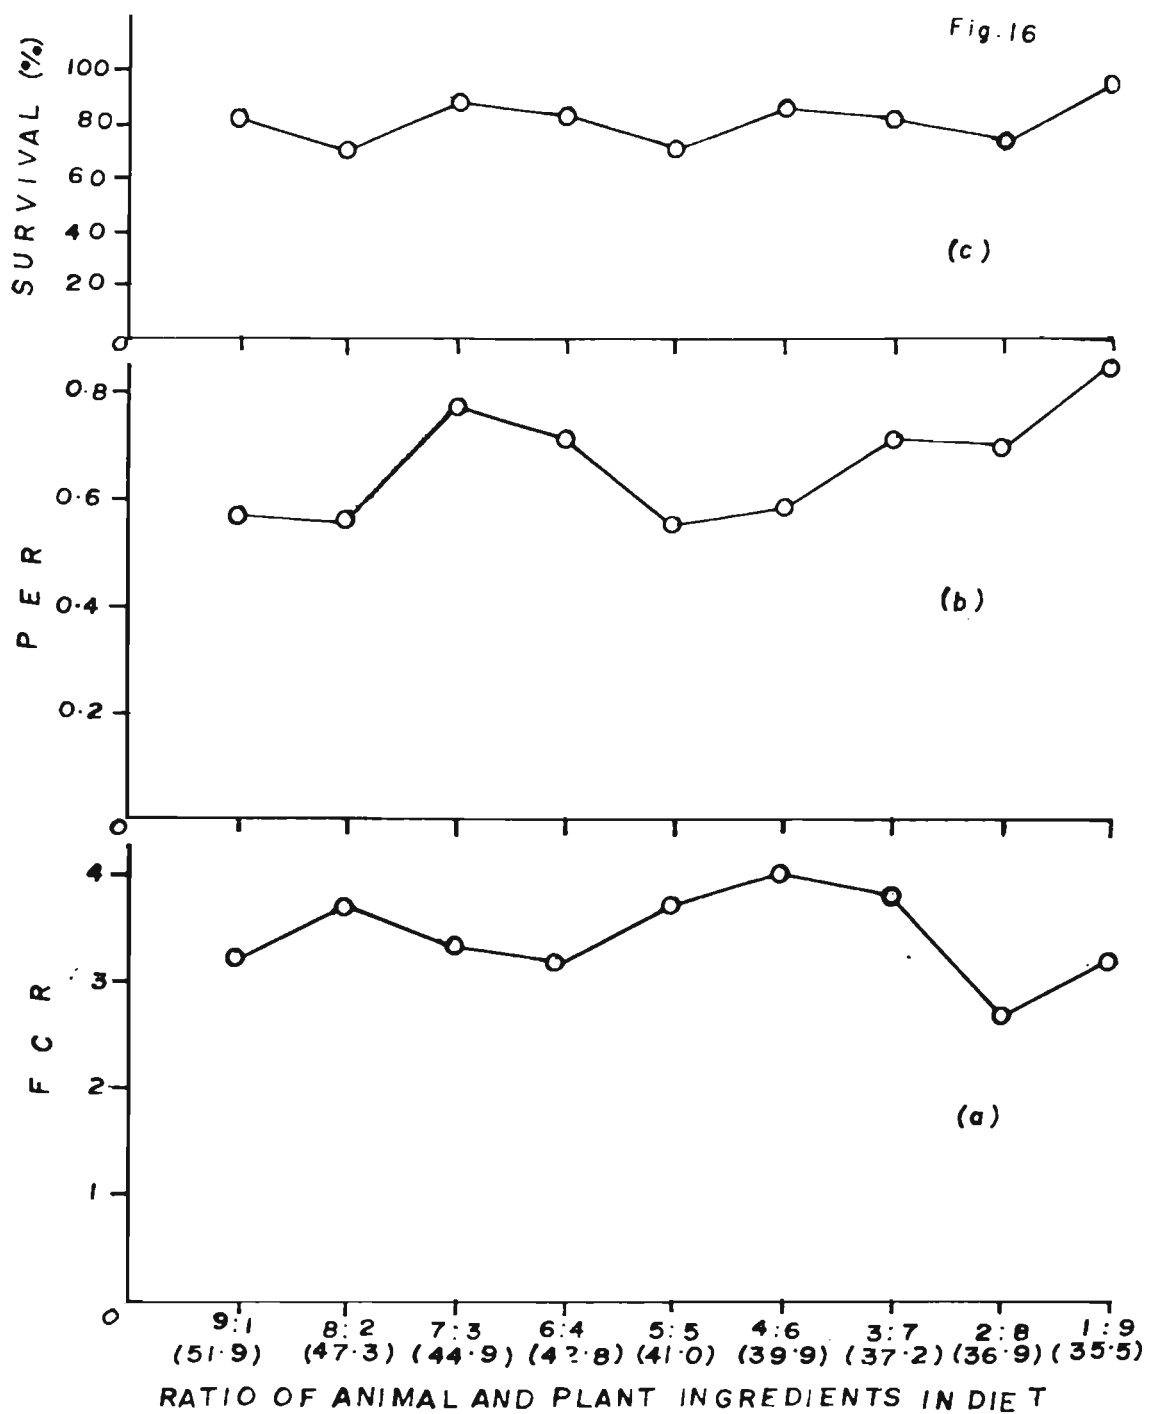 Fig.16
SURVIVAL (%)
100
80
60
40
20
0
(c)
PER
0.8
0.6
0.4
0.2
0
(b)
FCR
4
3
2
1
0
(a)
9:1 8:2 7:3 6:4 5:5 4:6 3:7 2:8 1:9
(51.9) (47.3) (44.9) (42.8) (41.0) (39.9) (37.2) (36.9) (35.5)
RATIO OF ANIMAL AND PLANT INGREDIENTS IN DIET